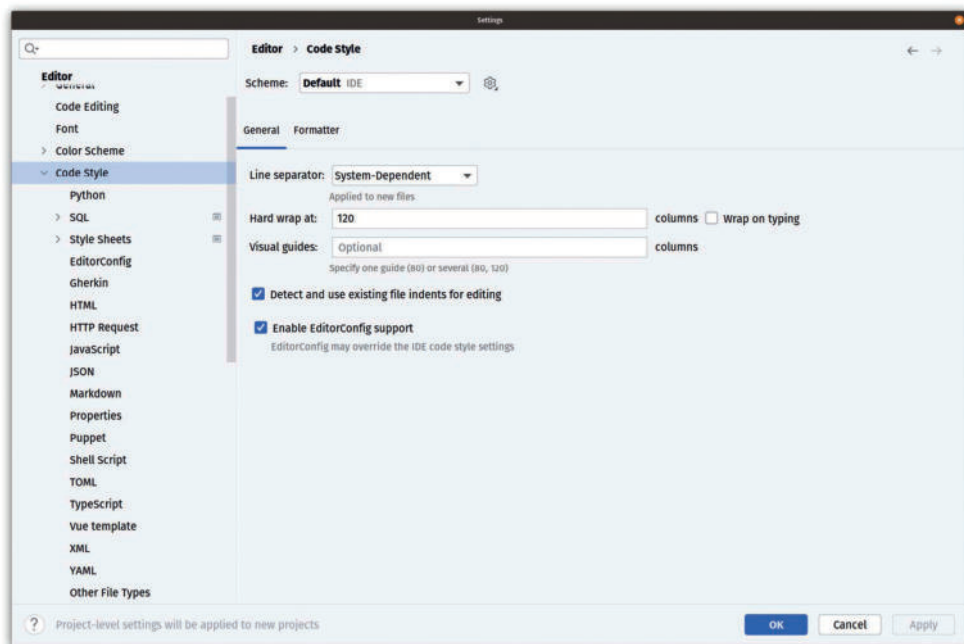 Settings
Editor
General
Code Editing
Font
Color Scheme
Code Style
Python
SQL
Style Sheets
EditorConfig
Gherkin
HTML
HTTP Request
JavaScript
JSON
Markdown
Properties
Puppet
Shell Script
TOML
TypeScript
Vue template
XML
YAML
Other File Types
Editor > Code Style
Scheme: Default IDE
General Formatter
Line separator: System-Dependent
Applied to new files
Hard wrap at: 120 columns Wrap on typing
Visual guides: Optional columns
Specify one guide (80) or several (80, 120)
Detect and use existing file indents for editing
Enable EditorConfig support
EditorConfig may override the IDE code style settings
? Project-level settings will be applied to new projects
OK Cancel Apply